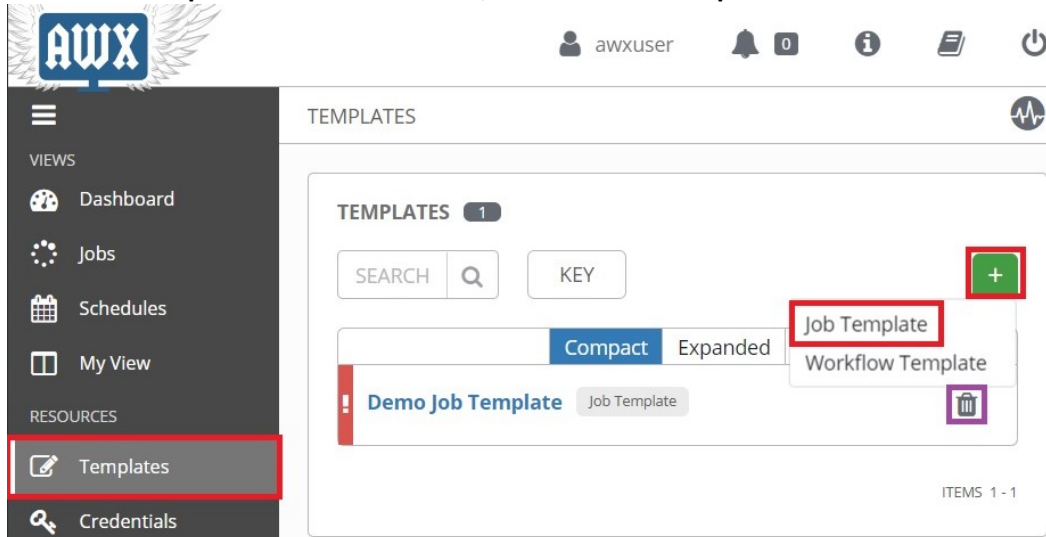 AWX
awxuser
0
TEMPLATES
VIEWS
Dashboard
Jobs
Schedules
My View
RESOURCES
Templates
Credentials
TEMPLATES 1
SEARCH
KEY
+
Job Template
Workflow Template
Compact Expanded
! Demo Job Template Job Template
ITEMS 1 - 1